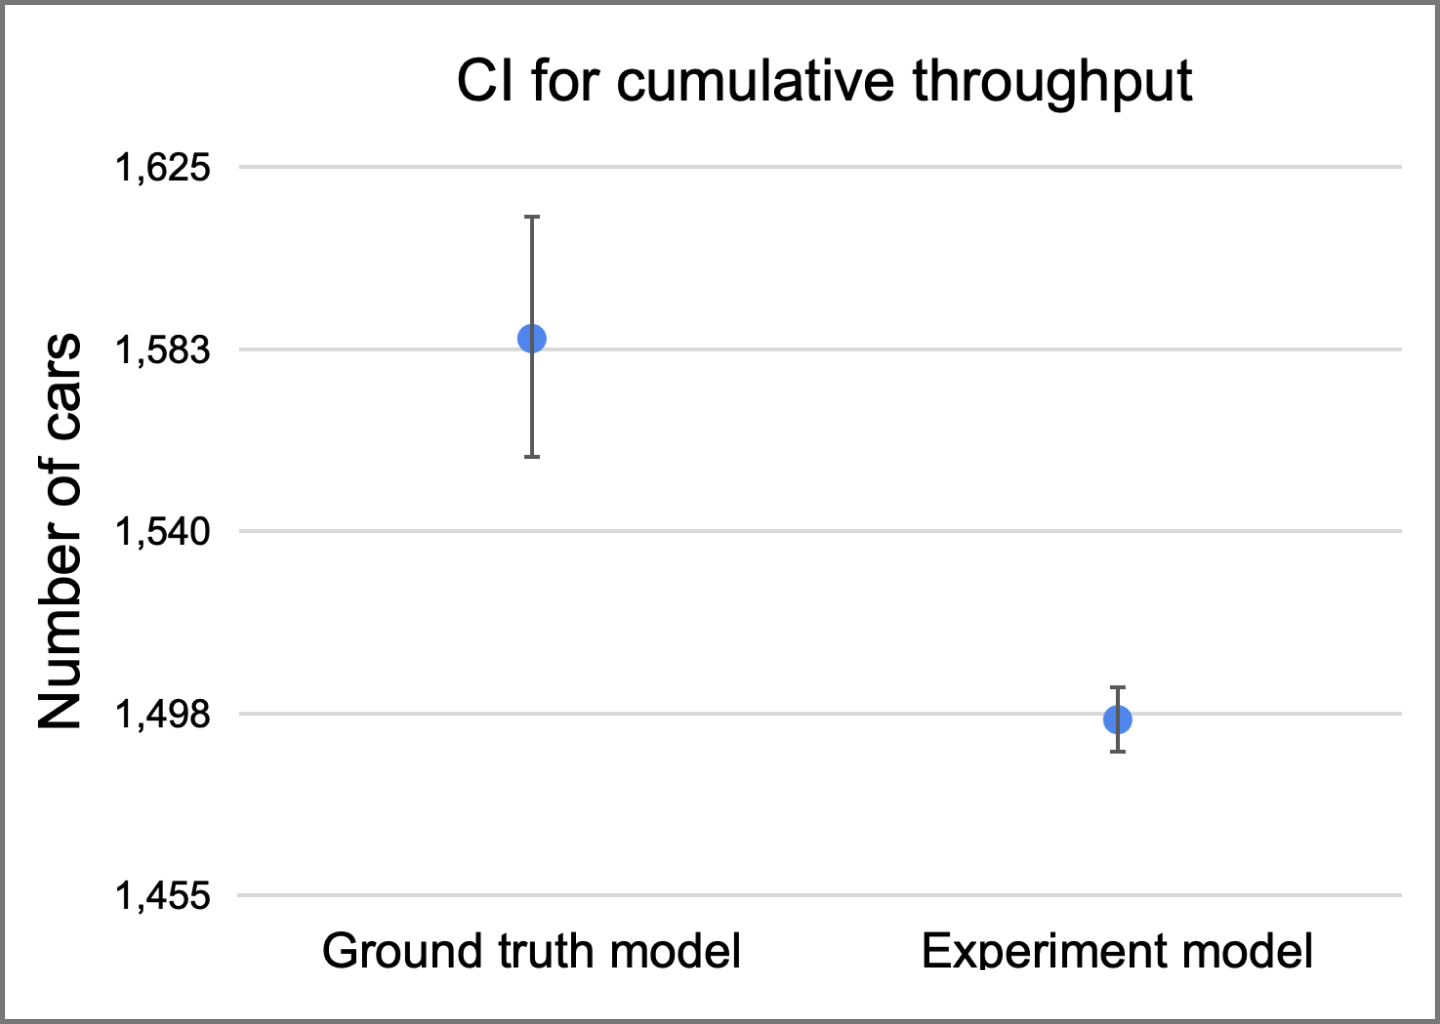 CI for cumulative throughput
1,625
1,583
1,540
1,498
1,455
Number of cars
Ground truth model
Experiment model